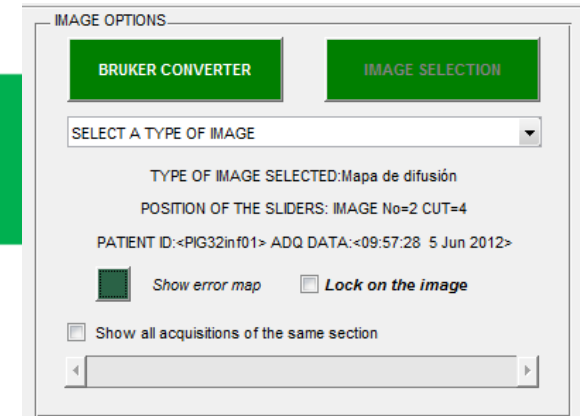 IMAGE OPTIONS
BRUKER CONVERTER
IMAGE SELECTION
SELECT A TYPE OF IMAGE
TYPE OF IMAGE SELECTED:Mapa de difusión
POSITION OF THE SLIDERS: IMAGE No=2 CUT=4
PATIENT ID:<PIG32inf01> ADQ DATA:<09:57:28 5 Jun 2012>
Show error map
Lock on the image
Show all acquisitions of the same section